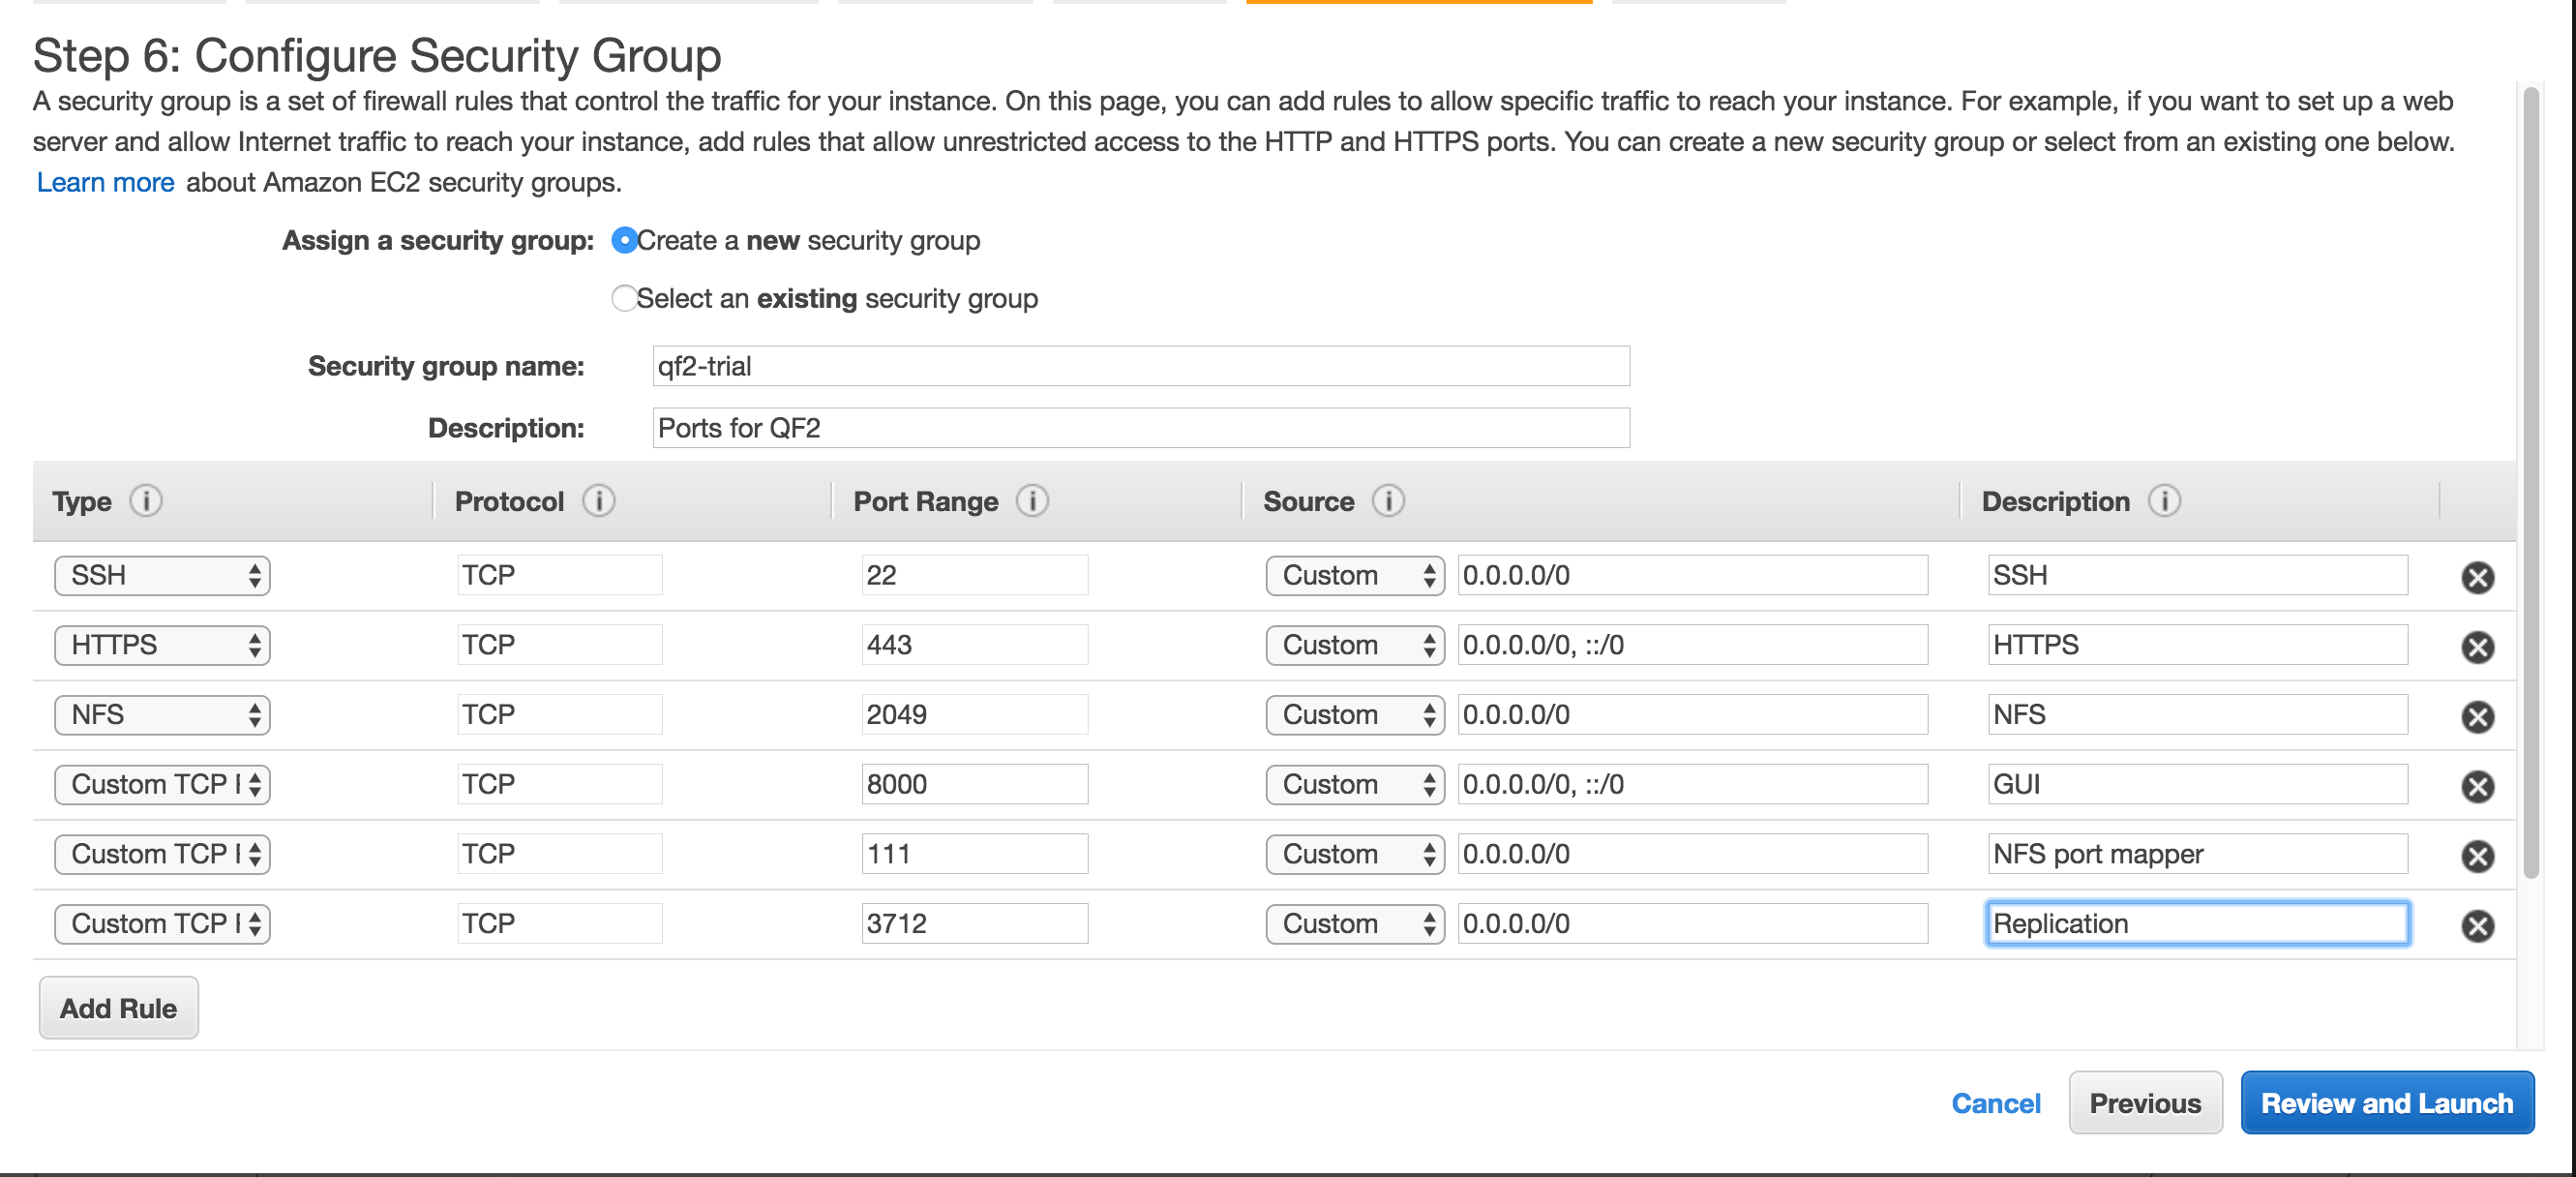 Step 6: Configure Security Group
A security group is a set of firewall rules that control the traffic for your instance. On this page, you can add rules to allow specific traffic to reach your instance. For example, if you want to set up a web
server and allow Internet traffic to reach your instance, add rules that allow unrestricted access to the HTTP and HTTPS ports. You can create a new security group or select from an existing one below.
Learn more about Amazon EC2 security groups.
Assign a security group: Create a new security group
Select an existing security group
Security group name: qf2-trial
Description: Ports for QF2
Type i Protocol i Port Range i Source i Description i
SSH TCP 22 Custom 0.0.0.0/0 SSH
HTTPS TCP 443 Custom 0.0.0.0/0, ::/0 HTTPS
NFS TCP 2049 Custom 0.0.0.0/0 NFS
Custom TCP TCP 8000 Custom 0.0.0.0/0, ::/0 GUI
Custom TCP TCP 111 Custom 0.0.0.0/0 NFS port mapper
Custom TCP TCP 3712 Custom 0.0.0.0/0 Replication
Add Rule
Cancel Previous Review and Launch